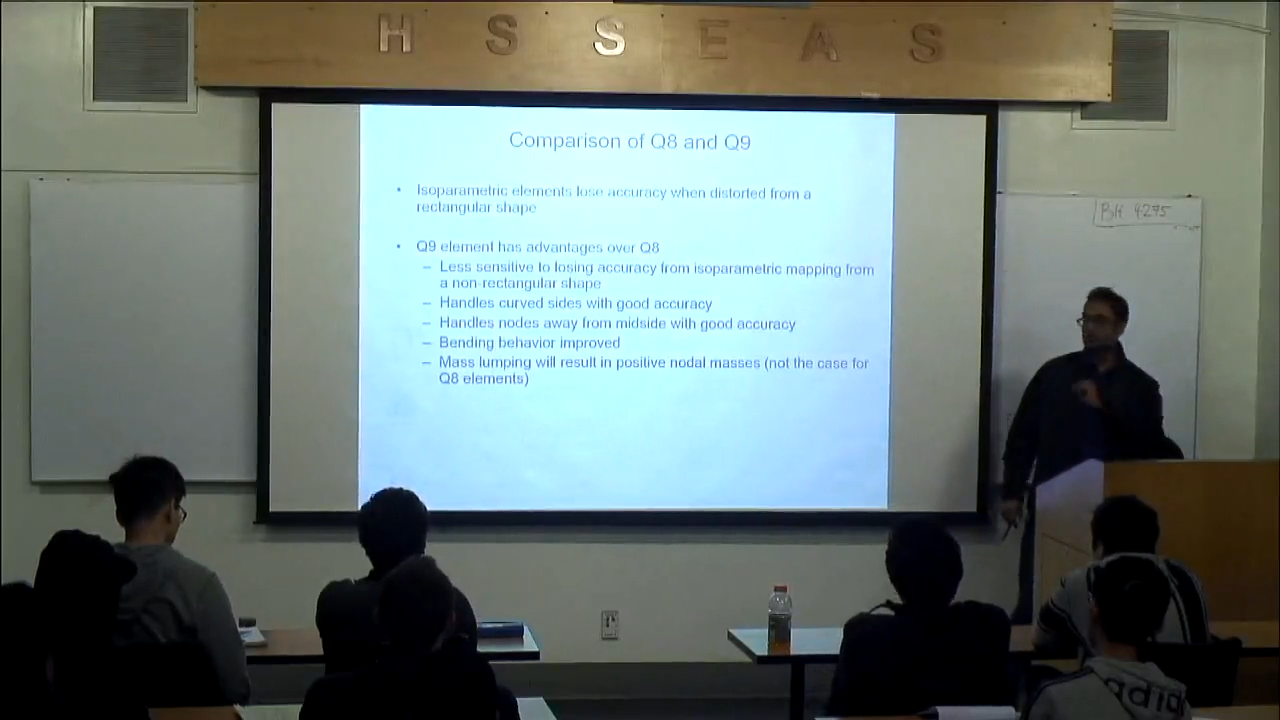 H S S E A S
Comparison of Q8 and Q9
• Isoparametric elements lose accuracy when distorted from a
rectangular shape
• Q9 element has advantages over Q8
– Less sensitive to losing accuracy from isoparametric mapping from
a non-rectangular shape
– Handles curved sides with good accuracy
– Handles nodes away from midside with good accuracy
– Bending behavior improved
– Mass lumping will result in positive nodal masses (not the case for
Q8 elements)
BH 4275
adid